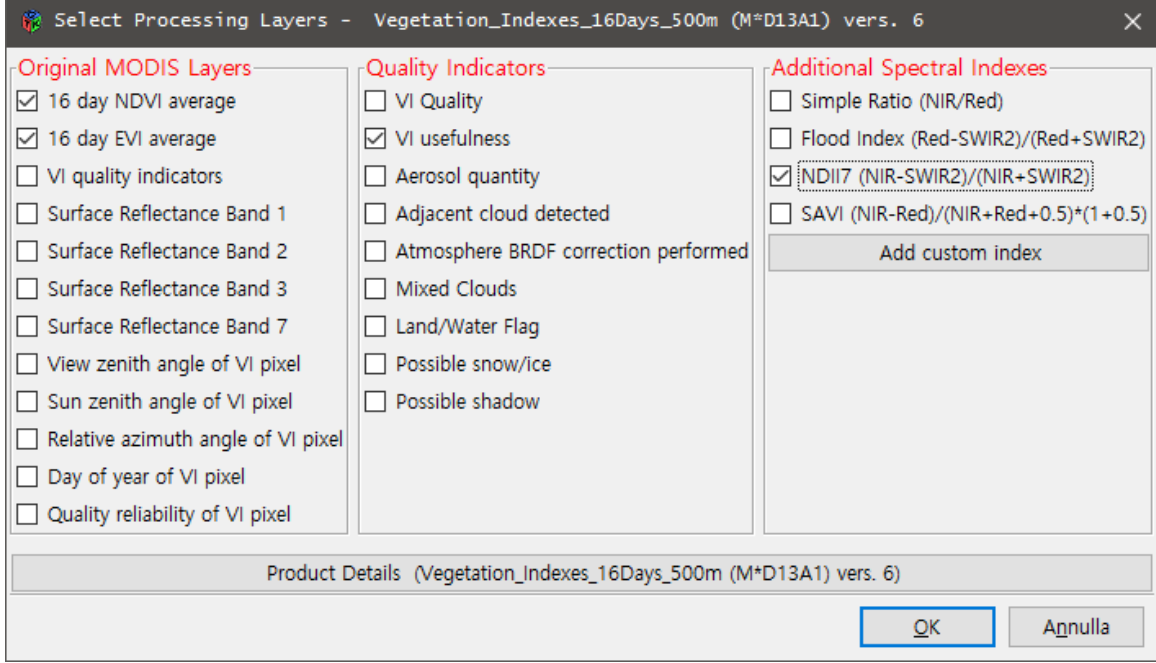 Select Processing Layers -  Vegetation_Indexes_16Days_500m (M*D13A1) vers. 6
Original MODIS Layers
16 day NDVI average
16 day EVI average
VI quality indicators
Surface Reflectance Band 1
Surface Reflectance Band 2
Surface Reflectance Band 3
Surface Reflectance Band 7
View zenith angle of VI pixel
Sun zenith angle of VI pixel
Relative azimuth angle of VI pixel
Day of year of VI pixel
Quality reliability of VI pixel
Quality Indicators
VI Quality
VI usefulness
Aerosol quantity
Adjacent cloud detected
Atmosphere BRDF correction performed
Mixed Clouds
Land/Water Flag
Possible snow/ice
Possible shadow
Additional Spectral Indexes
Simple Ratio (NIR/Red)
Flood Index (Red-SWIR2)/(Red+SWIR2)
NDII7 (NIR-SWIR2)/(NIR+SWIR2)
SAVI (NIR-Red)/(NIR+Red+0.5)*(1+0.5)
Add custom index
Product Details  (Vegetation_Indexes_16Days_500m (M*D13A1) vers. 6)
OK
Annulla